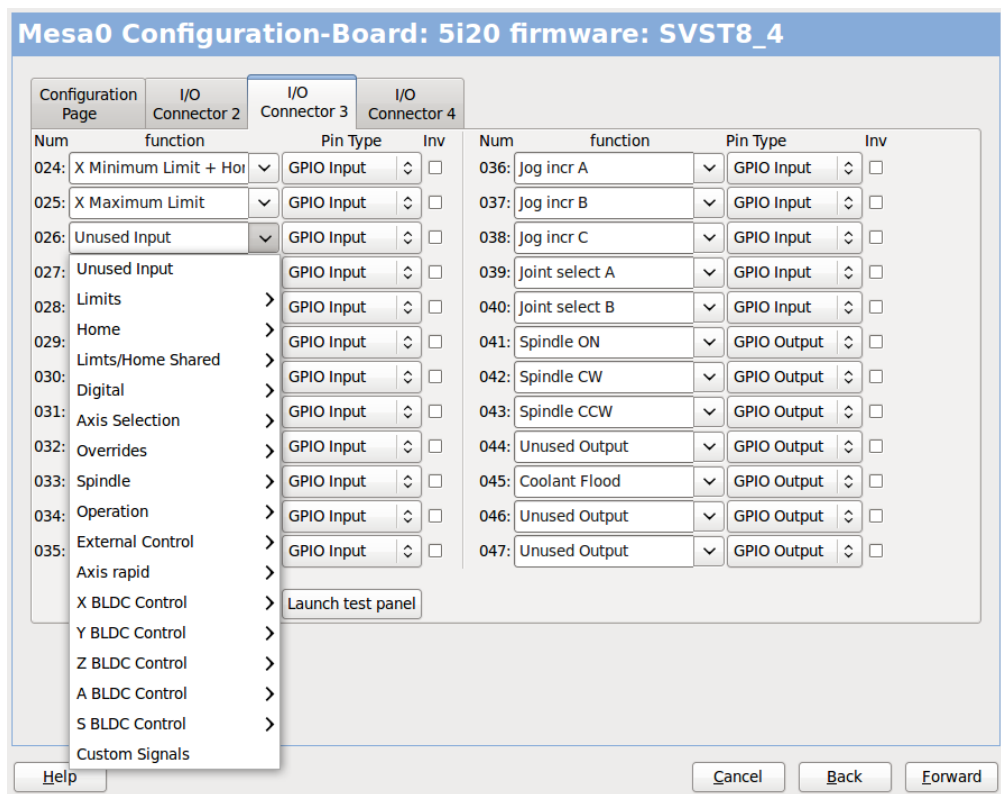 Mesa0 Configuration-Board: 5i20 firmware: SVST8_4
Configuration Page
I/O Connector 2
I/O Connector 3
I/O Connector 4
Num function Pin Type Inv Num function Pin Type Inv
024: X Minimum Limit + Hor GPIO Input 036: Jog incr A GPIO Input
025: X Maximum Limit GPIO Input 037: Jog incr B GPIO Input
026: Unused Input GPIO Input 038: Jog incr C GPIO Input
027: GPIO Input 039: Joint select A GPIO Input
028: GPIO Input 040: Joint select B GPIO Input
029: GPIO Input 041: Spindle ON GPIO Output
030: GPIO Input 042: Spindle CW GPIO Output
031: GPIO Input 043: Spindle CCW GPIO Output
032: GPIO Input 044: Unused Output GPIO Output
033: GPIO Input 045: Coolant Flood GPIO Output
034: GPIO Input 046: Unused Output GPIO Output
035: GPIO Input 047: Unused Output GPIO Output
Unused Input
Limits
Home
Limts/Home Shared
Digital
Axis Selection
Overrides
Spindle
Operation
External Control
Axis rapid
X BLDC Control
Y BLDC Control
Z BLDC Control
A BLDC Control
S BLDC Control
Custom Signals
Launch test panel
Help Cancel Back Forward